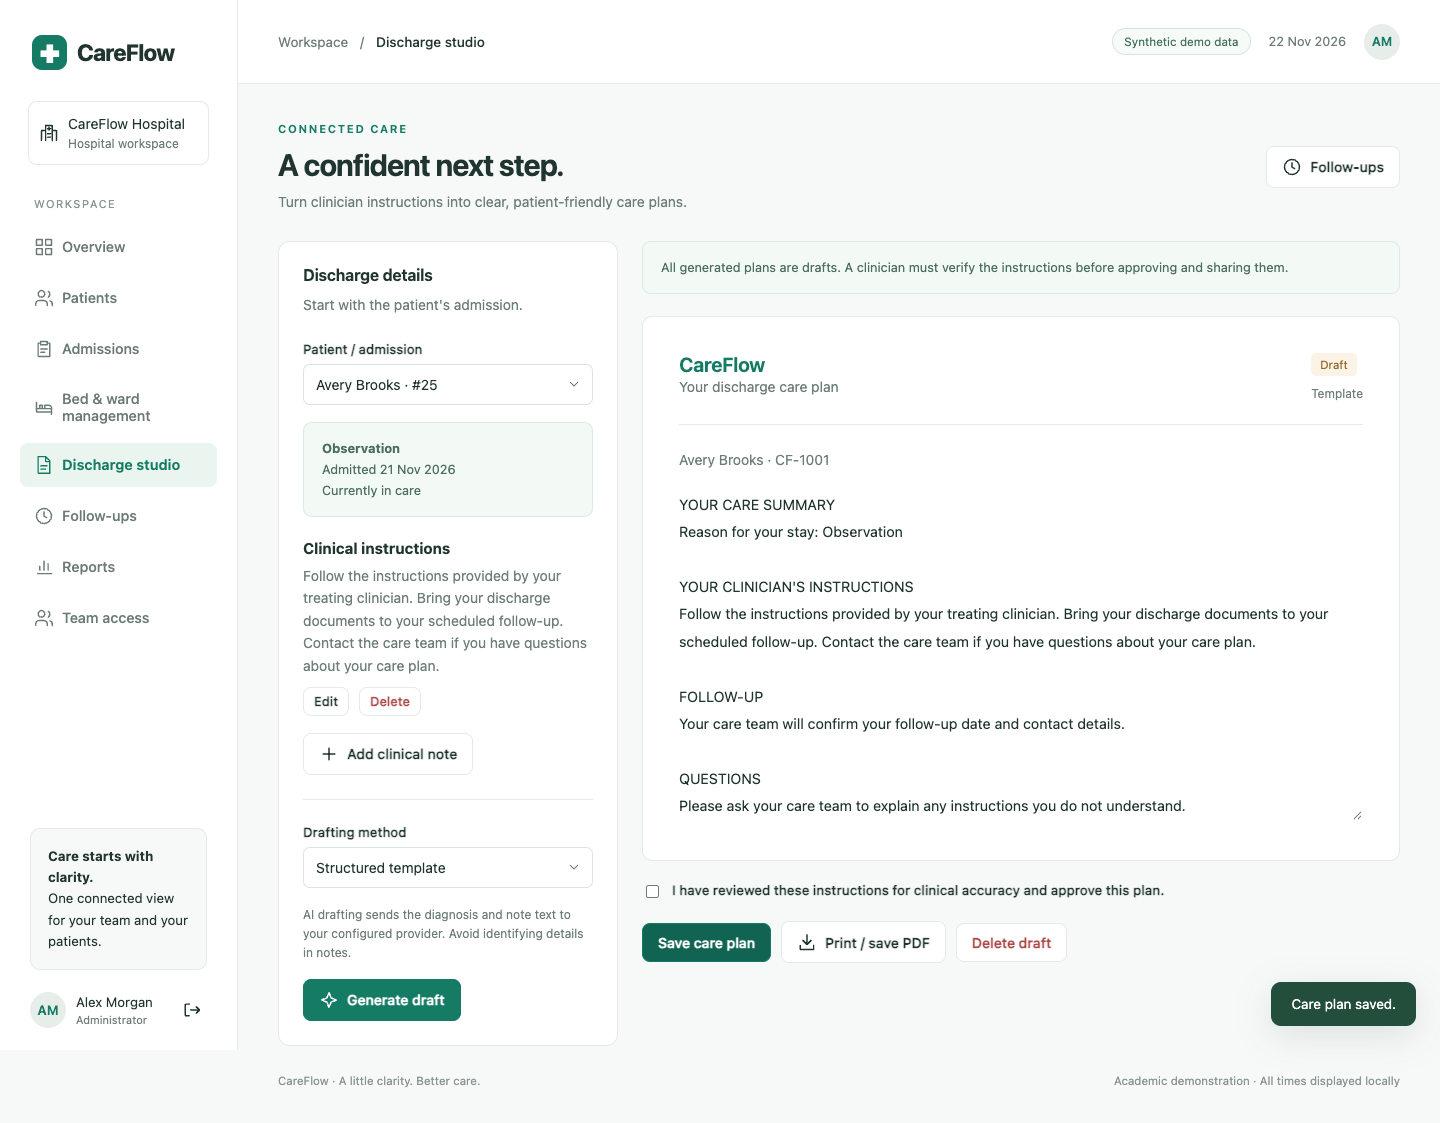 CareFlow
CareFlow Hospital
Hospital workspace
WORKSPACE
Overview
Patients
Admissions
Bed & ward
management
Discharge studio
Follow-ups
Reports
Team access
Care starts with
clarity.
One connected view
for your team and your
patients.
AM
Alex Morgan
Administrator
Workspace / Discharge studio
Synthetic demo data
22 Nov 2026
AM
CONNECTED CARE
A confident next step.
Turn clinician instructions into clear, patient-friendly care plans.
Follow-ups
Discharge details
Start with the patient's admission.
Patient / admission
Avery Brooks · #25
Observation
Admitted 21 Nov 2026
Currently in care
Clinical instructions
Follow the instructions provided by your
treating clinician. Bring your discharge
documents to your scheduled follow-up.
Contact the care team if you have questions
about your care plan.
Edit
Delete
Add clinical note
Drafting method
Structured template
AI drafting sends the diagnosis and note text to
your configured provider. Avoid identifying details
in notes.
Generate draft
All generated plans are drafts. A clinician must verify the instructions before approving and sharing them.
CareFlow
Your discharge care plan
Draft
Template
Avery Brooks · CF-1001
YOUR CARE SUMMARY
Reason for your stay: Observation
YOUR CLINICIAN'S INSTRUCTIONS
Follow the instructions provided by your treating clinician. Bring your discharge documents to your
scheduled follow-up. Contact the care team if you have questions about your care plan.
FOLLOW-UP
Your care team will confirm your follow-up date and contact details.
QUESTIONS
Please ask your care team to explain any instructions you do not understand.
I have reviewed these instructions for clinical accuracy and approve this plan.
Save care plan
Print / save PDF
Delete draft
Care plan saved.
CareFlow · A little clarity. Better care.
Academic demonstration · All times displayed locally